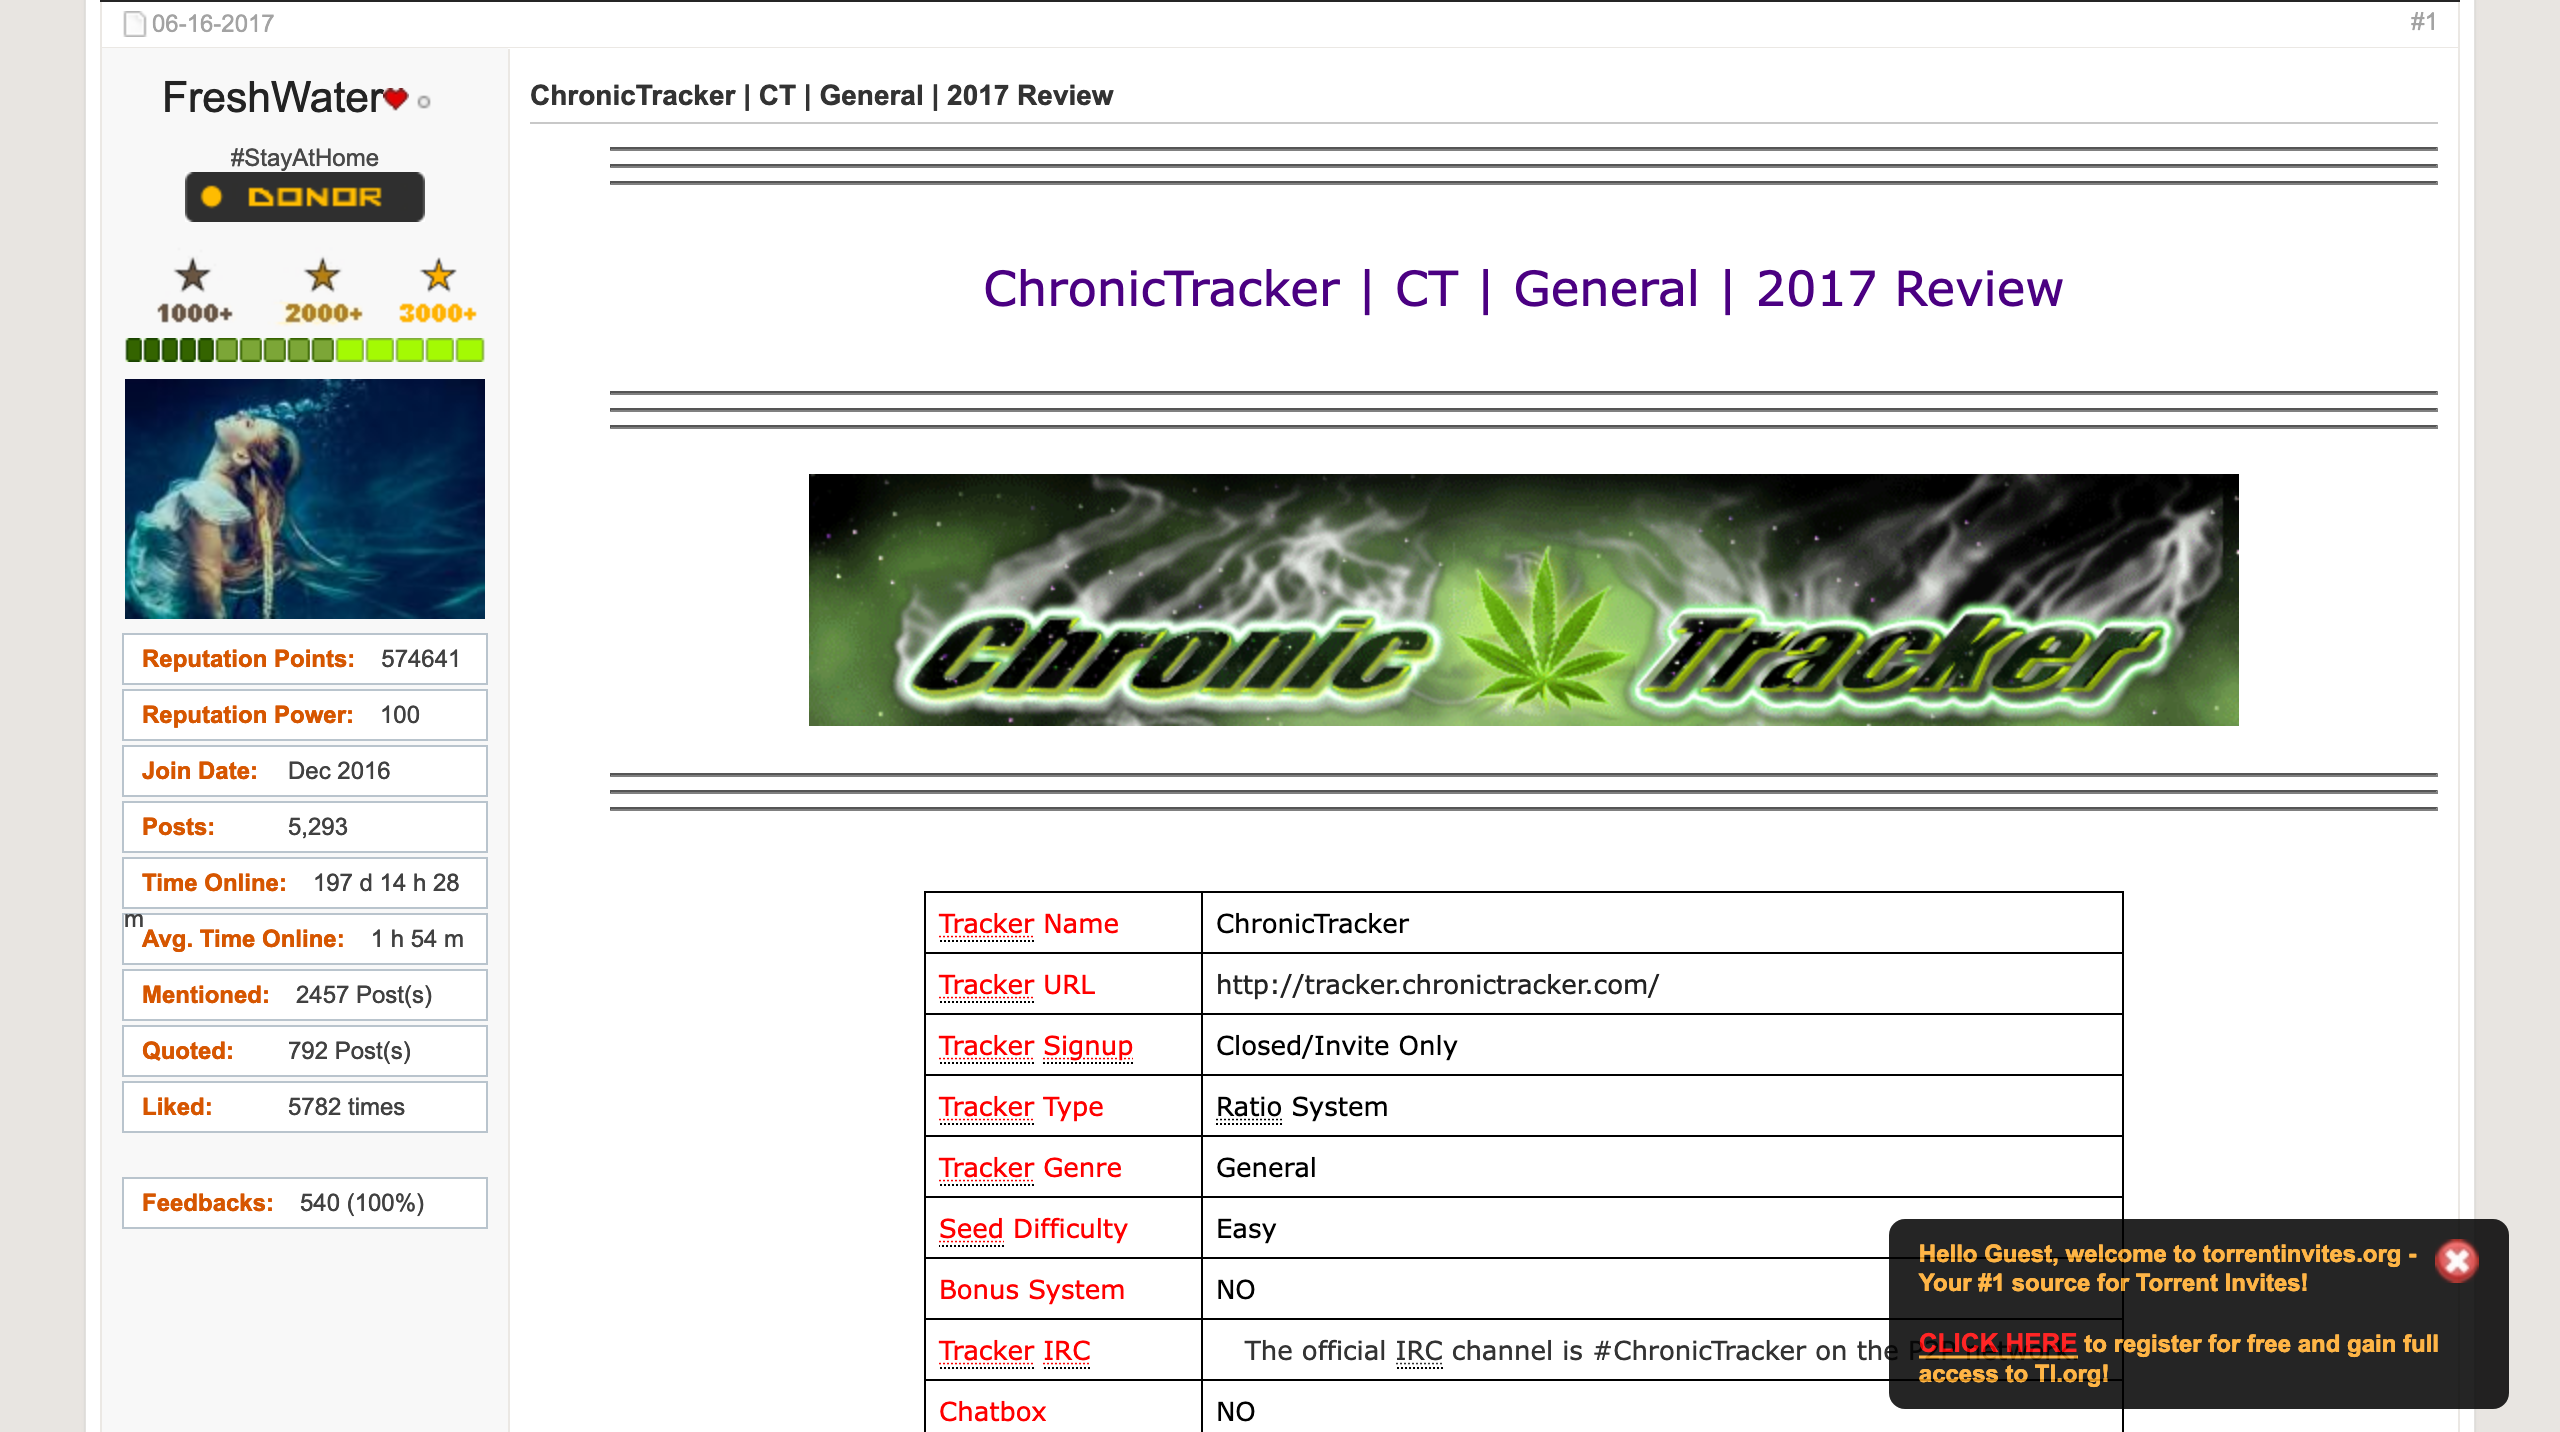 06-16-2017
#1
FreshWater
#StayAtHome
DONOR
1000+ 2000+ 3000+
Reputation Points: 574641
Reputation Power: 100
Join Date: Dec 2016
Posts: 5,293
Time Online: 197 d 14 h 28
m
Avg. Time Online: 1 h 54 m
Mentioned: 2457 Post(s)
Quoted: 792 Post(s)
Liked: 5782 times
Feedbacks: 540 (100%)
ChronicTracker | CT | General | 2017 Review
ChronicTracker | CT | General | 2017 Review
Chronic Tracker
Tracker Name ChronicTracker
Tracker URL http://tracker.chronictracker.com/
Tracker Signup Closed/Invite Only
Tracker Type Ratio System
Tracker Genre General
Seed Difficulty Easy
Bonus System NO
Tracker IRC The official IRC channel is #ChronicTracker on the
Chatbox NO
Hello Guest, welcome to torrentinvites.org -
Your #1 source for Torrent Invites!
CLICK HERE to register for free and gain full
access to TI.org!